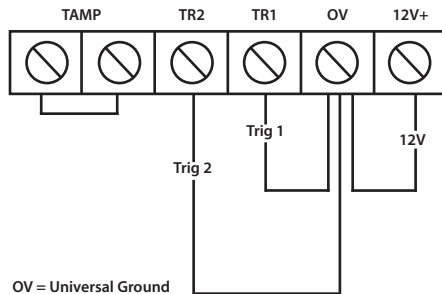 TAMP TR2 TR1 OV 12V+
Trig 1
12V
Trig 2
OV = Universal Ground